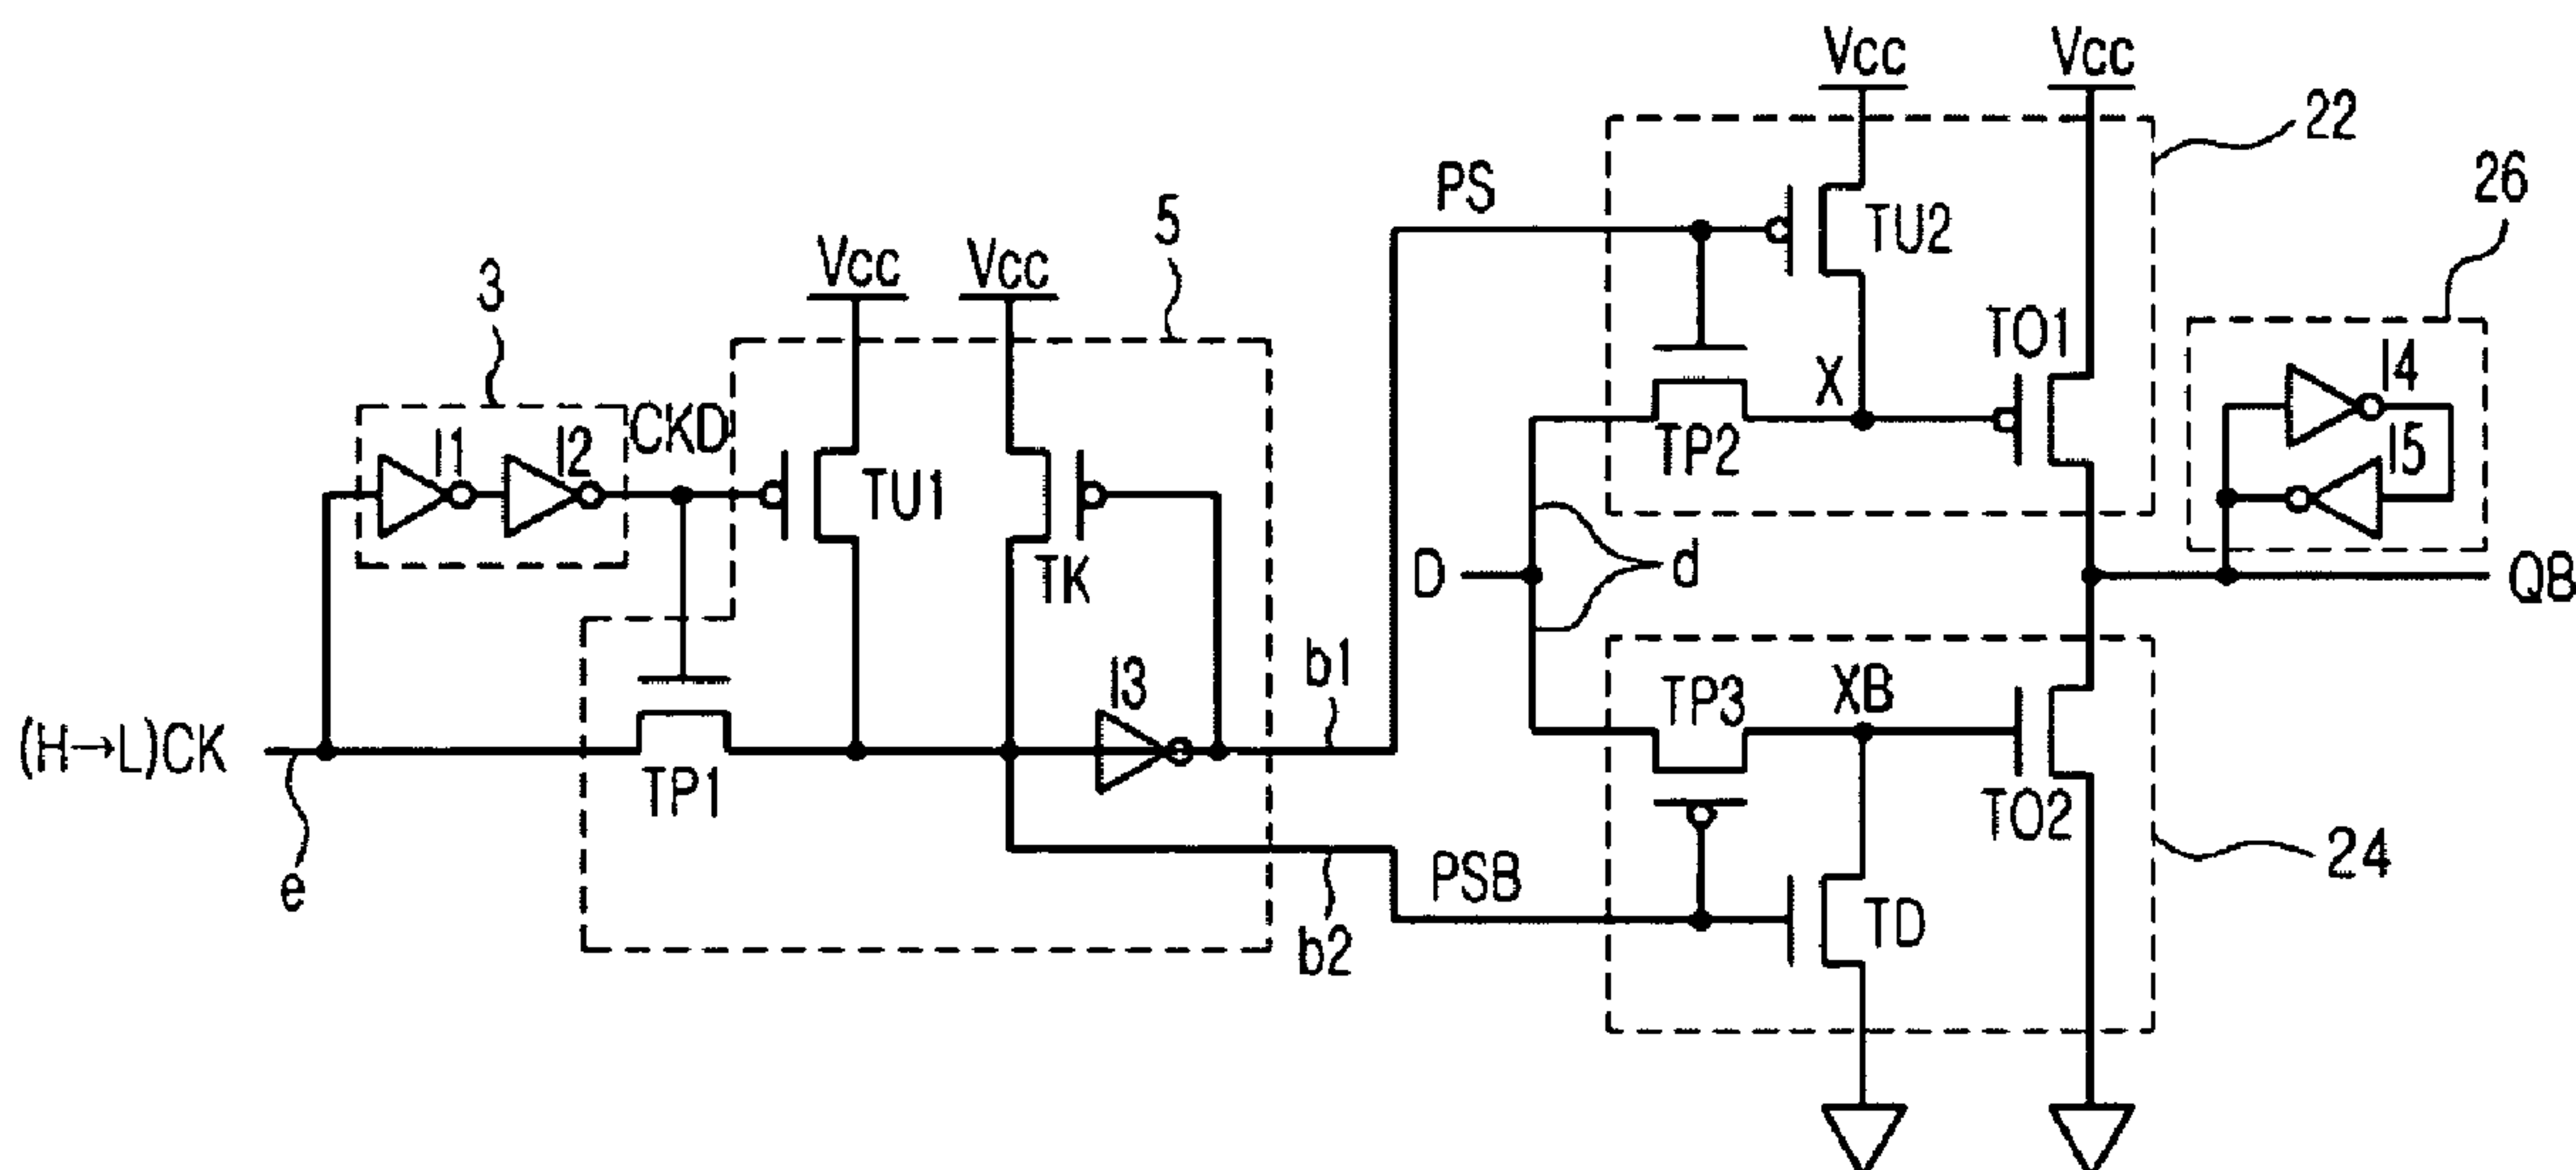 Vcc
Vcc
22
PS
26
5
TU2
Vcc
Vcc
3
TO1
I4
X
CKD
I1
I2
TP2
I5
TU1
D
d
TK
QB
b1
I3
TP3
XB
(H→L)CK
TP1
TO2
24
PSB
e
TD
b2